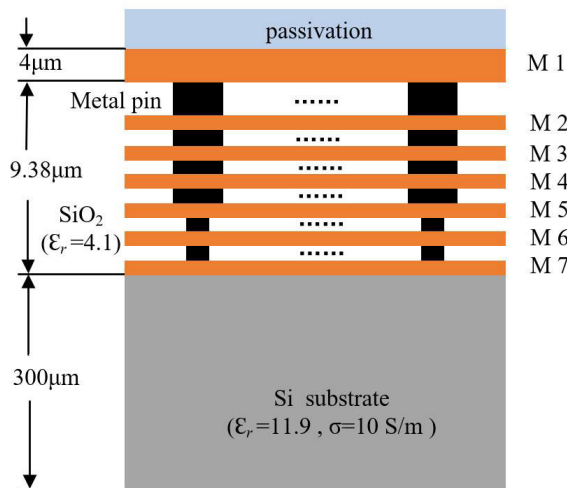 passivation
4μm
M 1
Metal pin
......
M 2
......
M 3
9.38μm
......
M 4
......
M 5
SiO₂
......
(Ɛᵣ=4.1)
M 6
......
M 7
300μm
Si substrate
(Ɛᵣ=11.9 , σ=10 S/m )